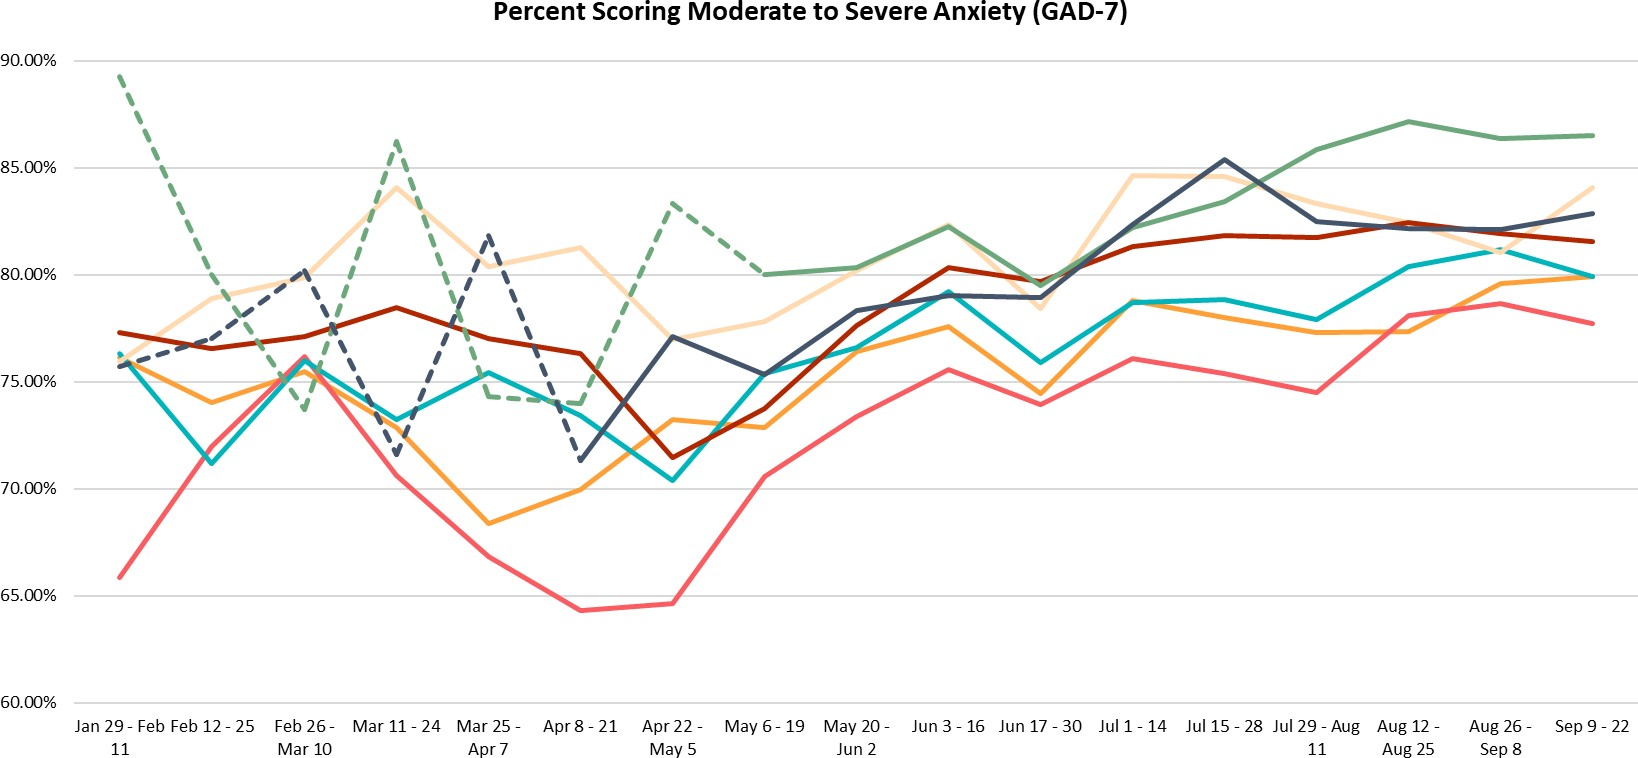 Percent Scoring Moderate to Severe Anxiety (GAD-7)
90.00%
85.00%
80.00%
75.00%
70.00%
65.00%
60.00%
Jan 29 - Feb 11
Feb 12 - 25
Feb 26 - Mar 10
Mar 11 - 24
Mar 25 - Apr 7
Apr 8 - 21
Apr 22 - May 5
May 6 - 19
May 20 - Jun 2
Jun 3 - 16
Jun 17 - 30
Jul 1 - 14
Jul 15 - 28
Jul 29 - Aug 11
Aug 12 - Aug 25
Aug 26 - Sep 8
Sep 9 - 22